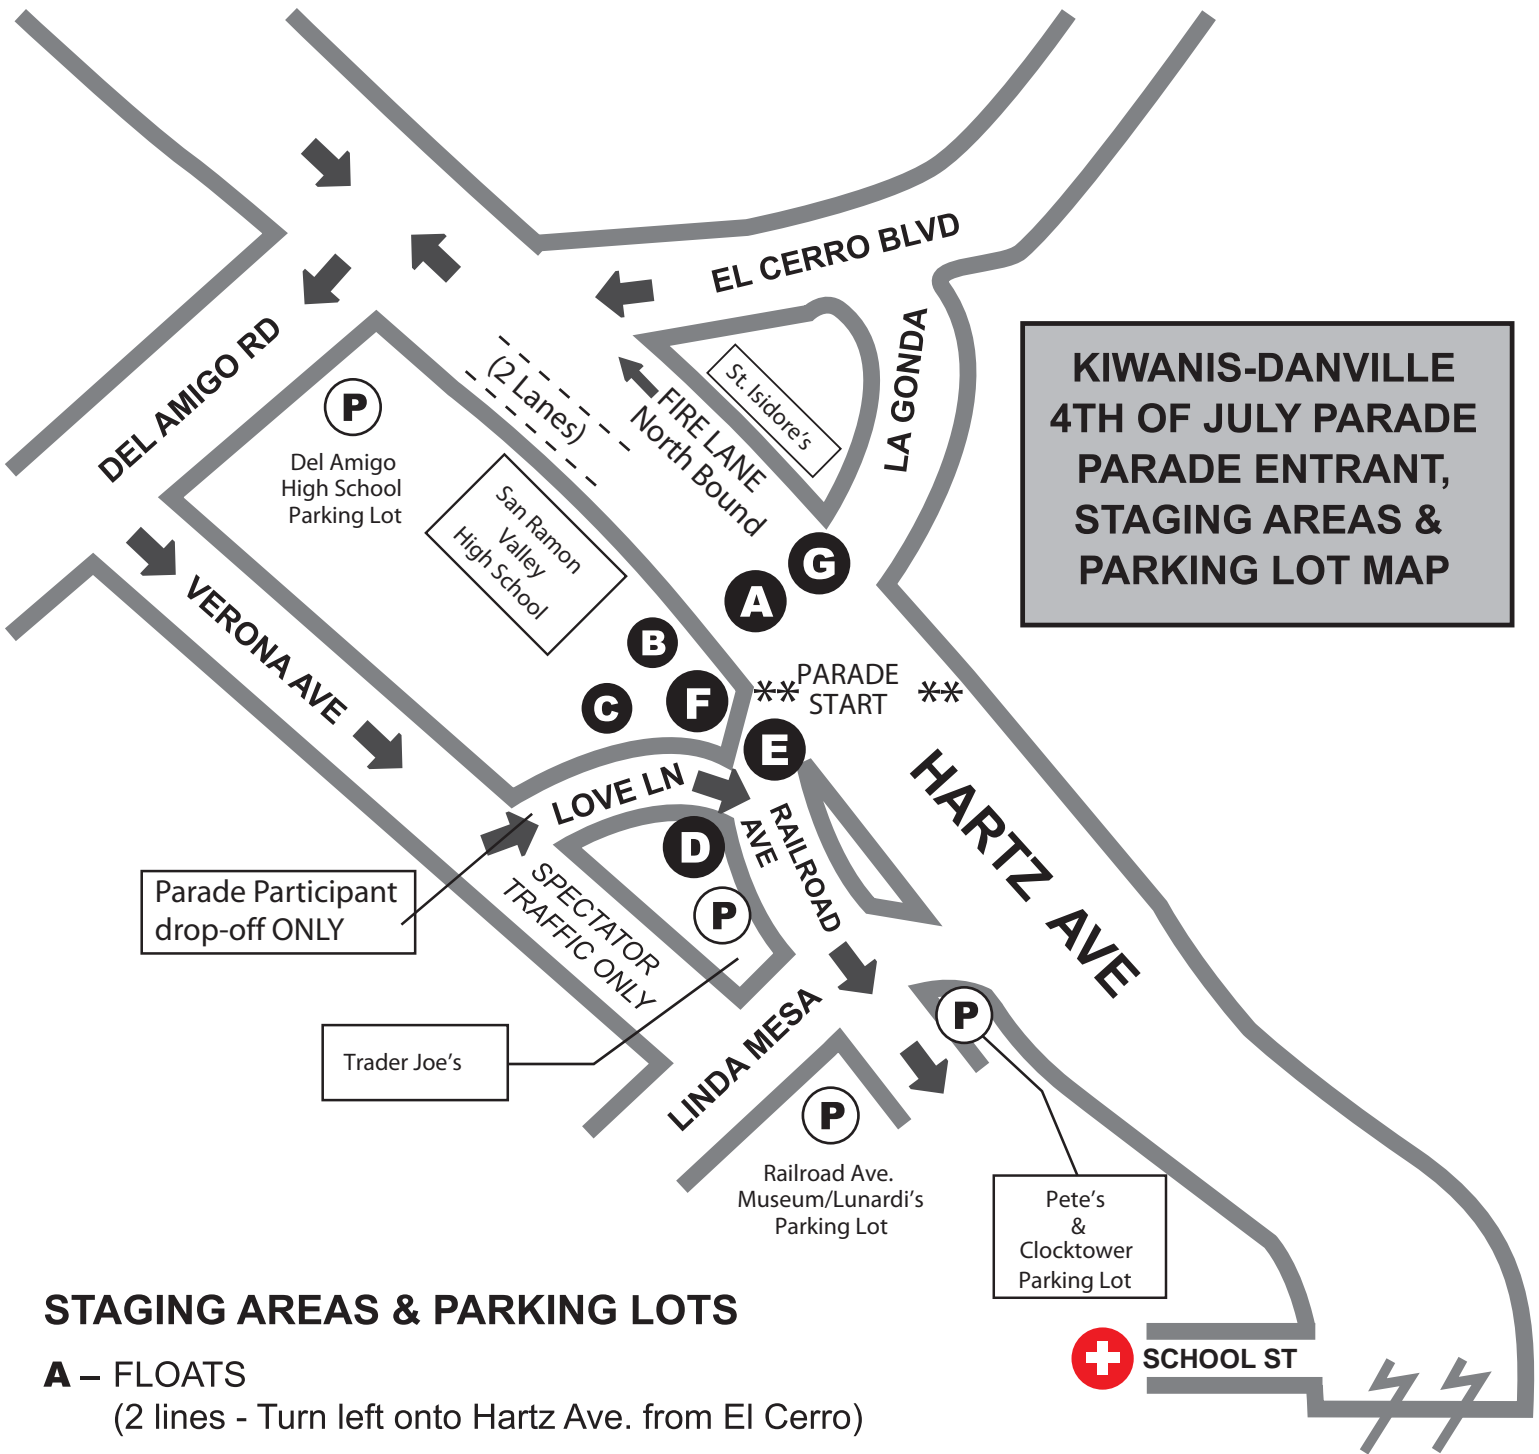 EL CERRO BLVD
LA GONDA
DEL AMIGO RD
(2 Lanes)
FIRE LANE
North Bound
St. Isidore's
KIWANIS-DANVILLE
4TH OF JULY PARADE
PARADE ENTRANT,
STAGING AREAS &
PARKING LOT MAP
P
Del Amigo
High School
Parking Lot
San Ramon
Valley
High School
G
A
B
C
F
E
** PARADE **
START
VERONA AVE
LOVE LN
RAILROAD
AVE
HARTZ AVE
D
P
Parade Participant
drop-off ONLY
SPECTATOR
TRAFFIC ONLY
Trader Joe's
LINDA MESA
P
P
Railroad Ave.
Museum/Lunardi's
Parking Lot
Pete's
&
Clocktower
Parking Lot
SCHOOL ST
STAGING AREAS & PARKING LOTS
A – FLOATS
(2 lines - Turn left onto Hartz Ave. from El Cerro)